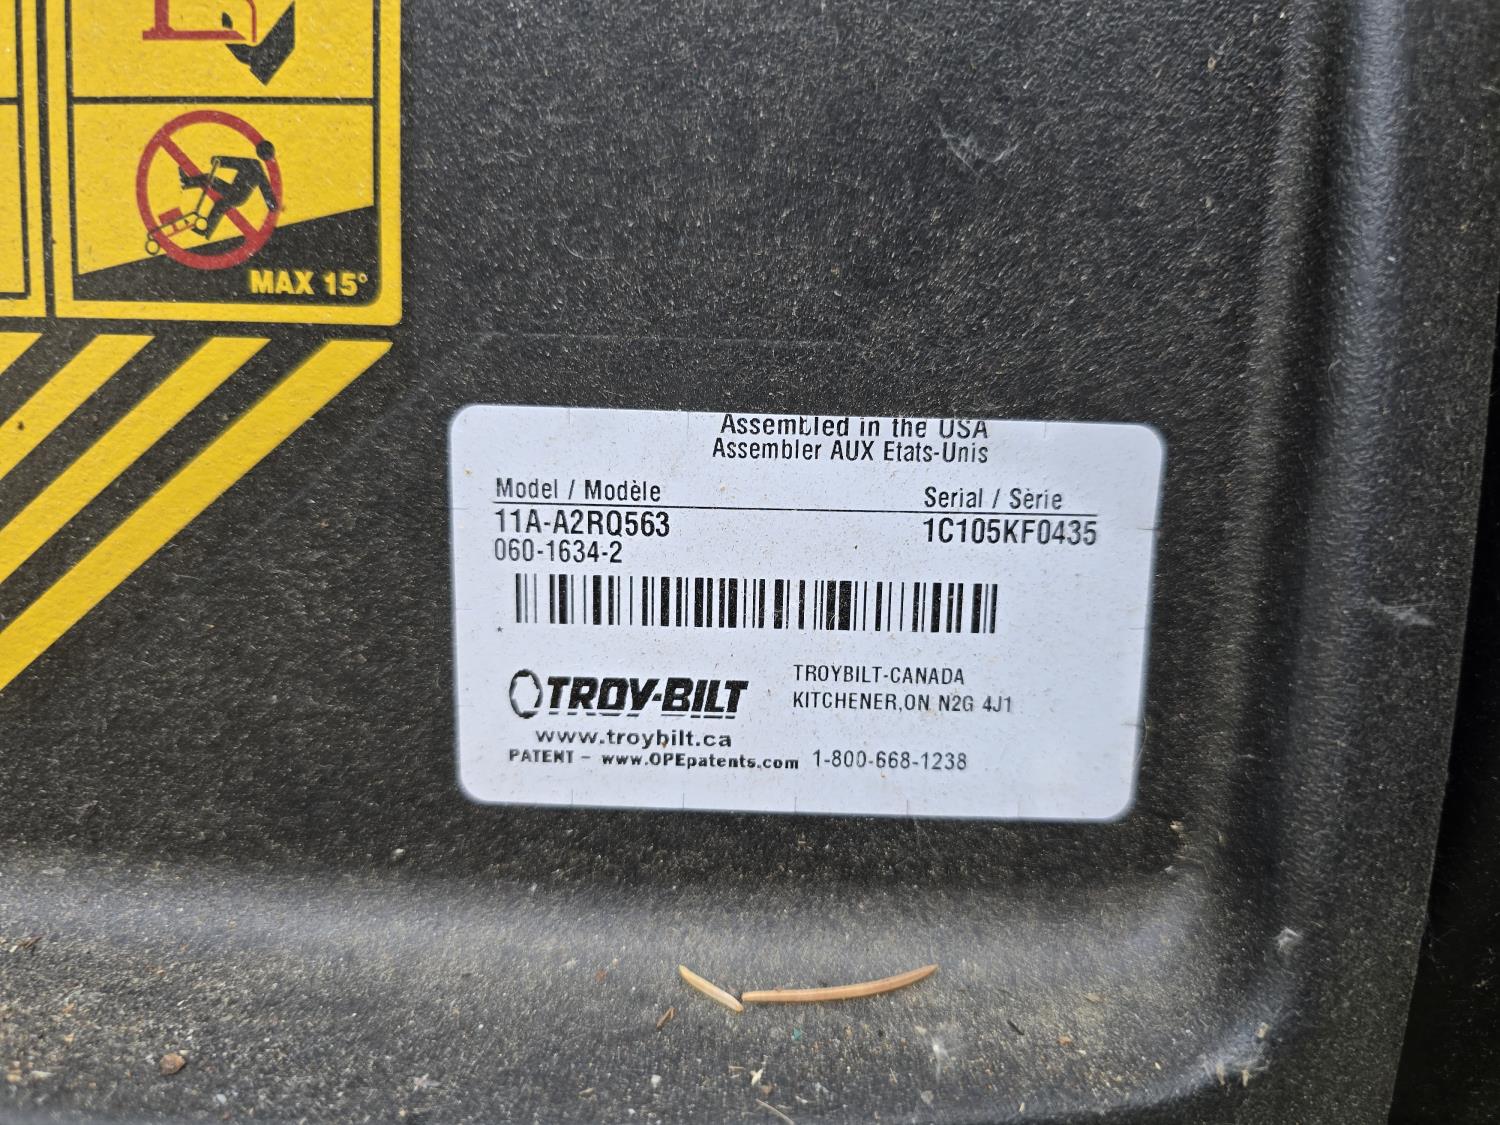 MAX 15°
Assembled in the USA
Assembler AUX Etats-Unis
Model / Modèle Serial / Série
11A-A2RQ563 1C105KF0435
060-1634-2
*
TROY-BILT TROYBILT-CANADA
KITCHENER,ON N2G 4J1
www.troybilt.ca
PATENT - www.OPEpatents.com 1-800-668-1238